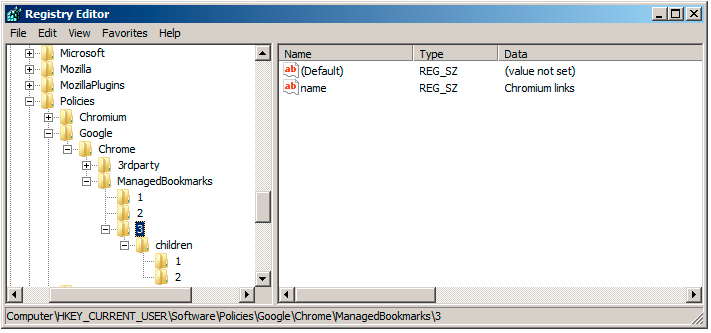 Registry Editor
File Edit View Favorites Help
Microsoft
Mozilla
MozillaPlugins
Policies
Chromium
Google
Chrome
3rdparty
ManagedBookmarks
1
2
3
children
1
2
Name Type Data
ab (Default) REG_SZ (value not set)
ab name REG_SZ Chromium links
Computer\HKEY_CURRENT_USER\Software\Policies\Google\Chrome\ManagedBookmarks\3